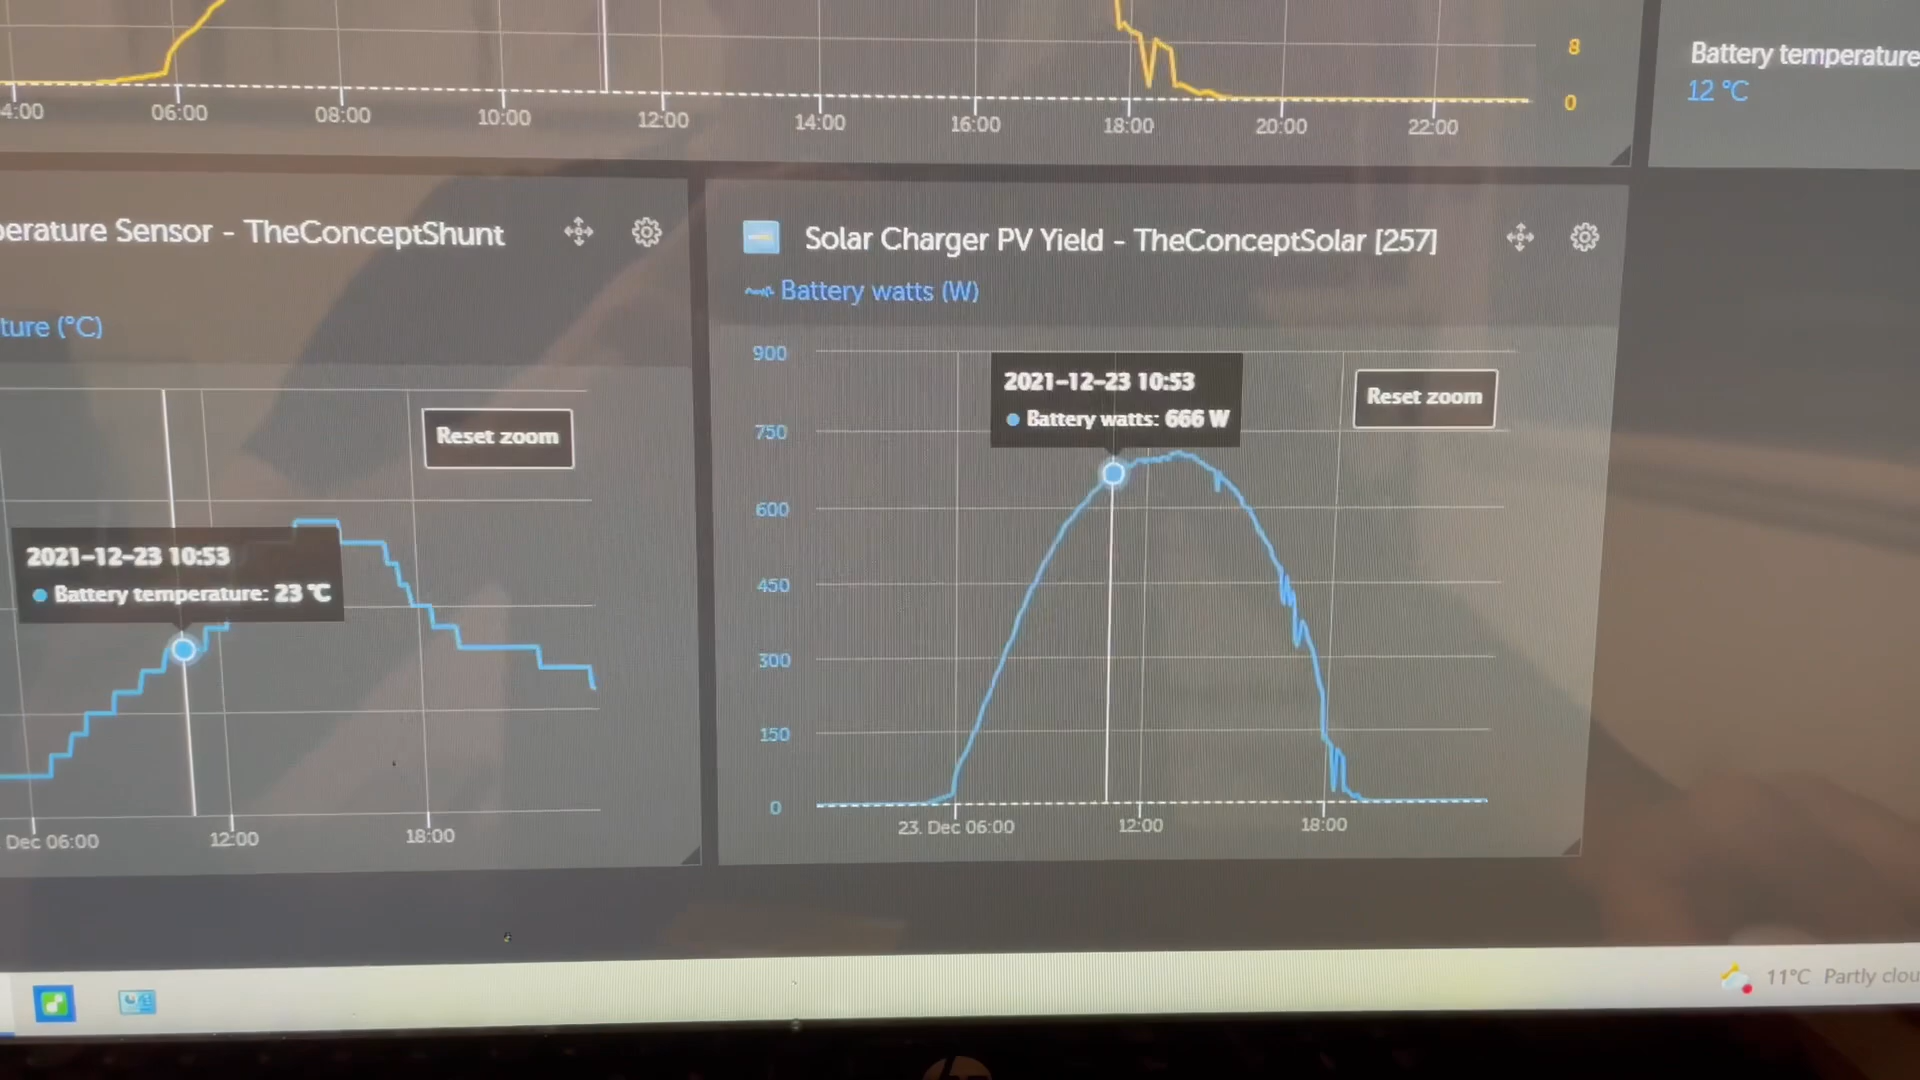 8
Battery temperature
12 °C
0
4:00 06:00 08:00 10:00 12:00 14:00 16:00 18:00 20:00 22:00
perature Sensor - TheConceptShunt
ture (°C)
Reset zoom
2021-12-23 10:53
Battery temperature: 23 °C
Dec 06:00 12:00 18:00
Solar Charger PV Yield - TheConceptSolar [257]
Battery watts (W)
900
2021-12-23 10:53
Battery watts: 666 W
Reset zoom
750
600
450
300
150
0
23. Dec 06:00 12:00 18:00
11°C Partly clou
hp